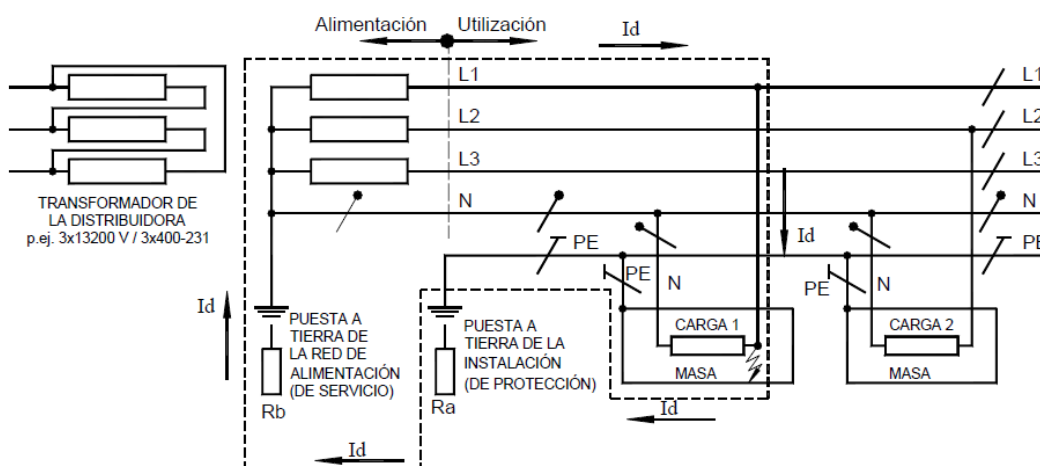 Alimentación
Utilización
Id
L1
L1
L2
L2
L3
L3
TRANSFORMADOR DE
LA DISTRIBUIDORA
p.ej. 3x13200 V / 3x400-231
N
N
PE
PE
Id
PE
N
PE
N
Id
PUESTA A
TIERRA DE
LA RED DE
ALIMENTACIÓN
(DE SERVICIO)
PUESTA A
TIERRA DE LA
INSTALACIÓN
(DE PROTECCIÓN)
CARGA 1
MASA
CARGA 2
MASA
Rb
Ra
Id
Id